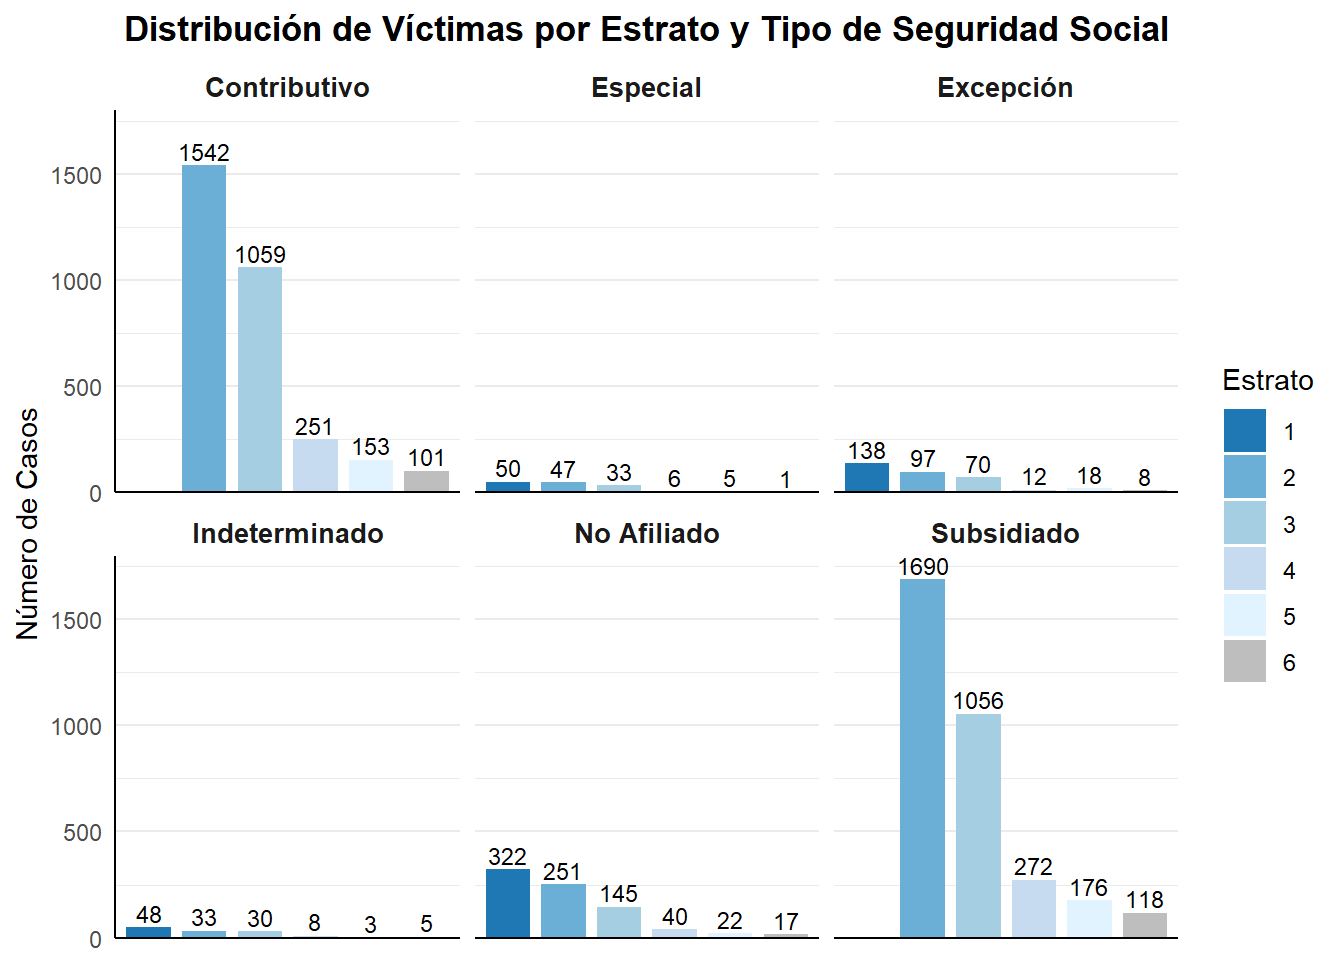 Distribución de Víctimas por Estrato y Tipo de Seguridad Social
Contributivo Especial Excepción
1542
1059
251
153
101
50 47 33 6 5 1
138 97 70 12 18 8
1500
1000
500
0
Indeterminado No Afiliado Subsidiado
48 33 30 8 3 5
322 251 145 40 22 17
1690
1056
272
176
118
1500
1000
500
0
Número de Casos
Estrato
1
2
3
4
5
6